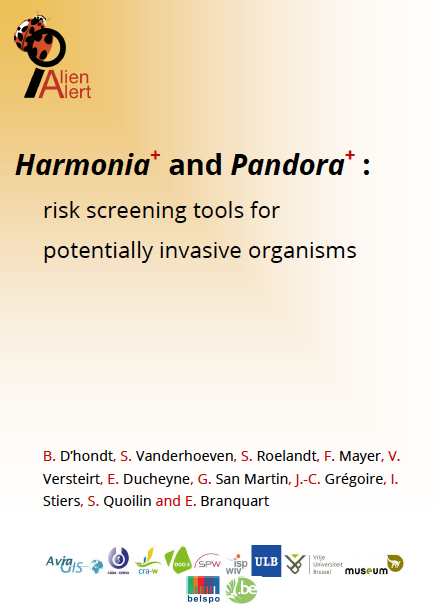 Alien
Alert
Harmonia+ and Pandora+ :
risk screening tools for
potentially invasive organisms
B. D'hondt, S. Vanderhoeven, S. Roelandt, F. Mayer, V.
Versteirt, E. Ducheyne, G. San Martin, J.-C. Grégoire, I.
Stiers, S. Quoilin and E. Branquart
Avia
GIS
cra-w
DGO 3
SPW
isp
wiv
ULB
Vrije
Universiteit
Brussel
museum
belspo
.be